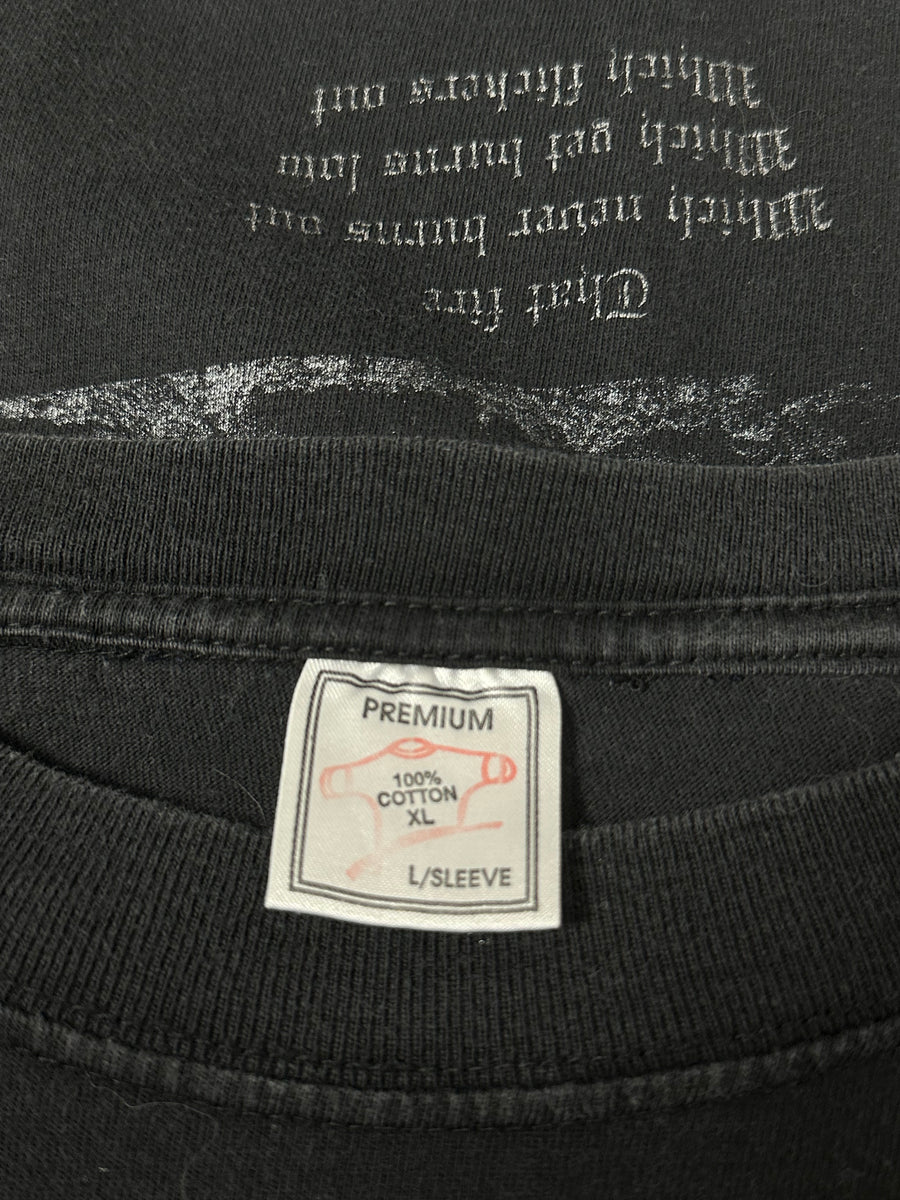 That fire
Which never burns out
Which yet burns low
Which flickers out
PREMIUM
100%
COTTON
XL
L/SLEEVE